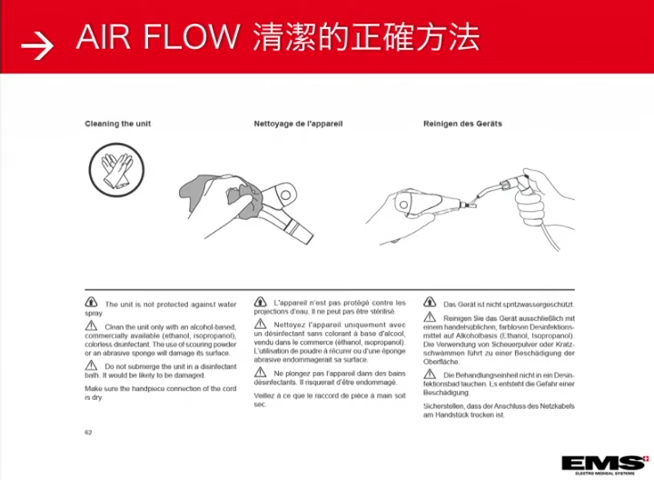 AIR FLOW 清潔的正確方法
Cleaning the unit
Nettoyage de l'appareil
Reinigen des Geräts
The unit is not protected against water
spray.
Clean the unit only with an alcohol-based,
commercially available (ethanol, isopropanol),
colorless disinfectant. The use of scouring powder
or an abrasive sponge will damage its surface.
Do not submerge the unit in a disinfectant
bath. It would be likely to be damaged.
Make sure the handpiece connection of the cord
is dry
L'appareil n'est pas protégé contre les
projections d'eau. Il ne peut pas être stérilisé.
Nettoyez l'appareil uniquement avec
un désinfectant sans colorant à base d'alcool,
vendu dans le commerce (éthanol, isopropanol).
L'utilisation de poudre à récurer ou d'une éponge
abrasive endommagerait sa surface.
Ne plongez pas l'appareil dans des bains
désinfectants. Il risquerait d'être endommagé.
Veillez à ce que le raccord de pièce à main soit
sec.
Das Gerät ist nicht spritzwassergeschützt
Reinigen Sie das Gerät ausschließlich mit
einem handelsüblichen, farblosen Desinfektions-
mittel auf Alkoholbasis (Ethanol, Isopropanol).
Die Verwendung von Scheuerpulver oder Kratz-
schwämmen führt zu einer Beschädigung der
Oberfläche.
Die Behandlungseinheit nicht in ein Desin-
fektionsbad tauchen. Es entsteht die Gefahr einer
Beschädigung.
Sicherstellen, dass der Anschluss des Netzkabels
am Handstück trocken ist.
62
EMS
ELECTRO MEDICAL SYSTEMS